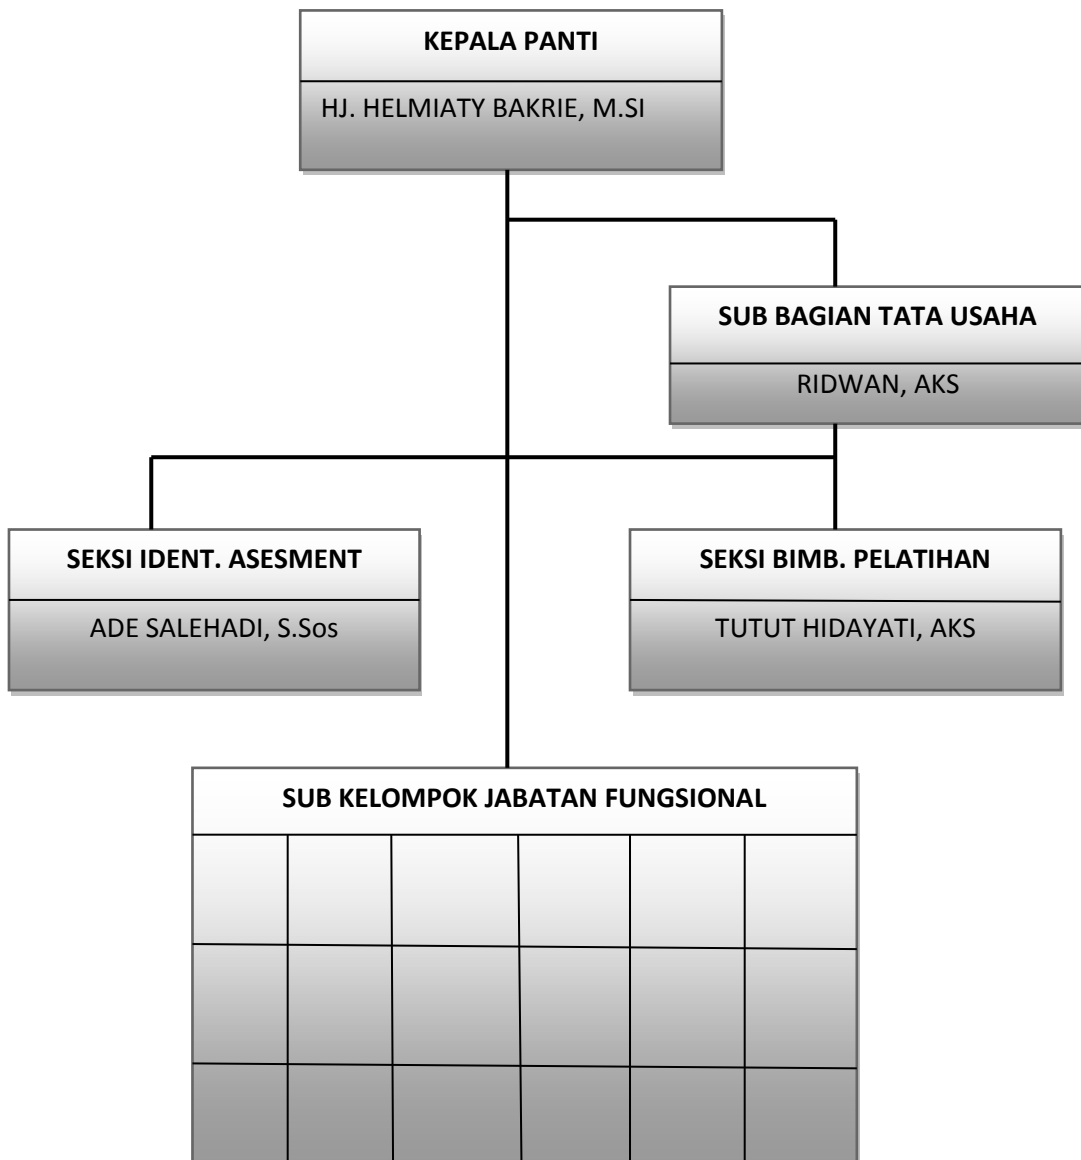 KEPALA PANTI
HJ. HELMIATY BAKRIE, M.SI
SUB BAGIAN TATA USAHA
RIDWAN, AKS
SEKSI IDENT. ASESMENT
ADE SALEHADI, S.Sos
SEKSI BIMB. PELATIHAN
TUTUT HIDAYATI, AKS
SUB KELOMPOK JABATAN FUNGSIONAL